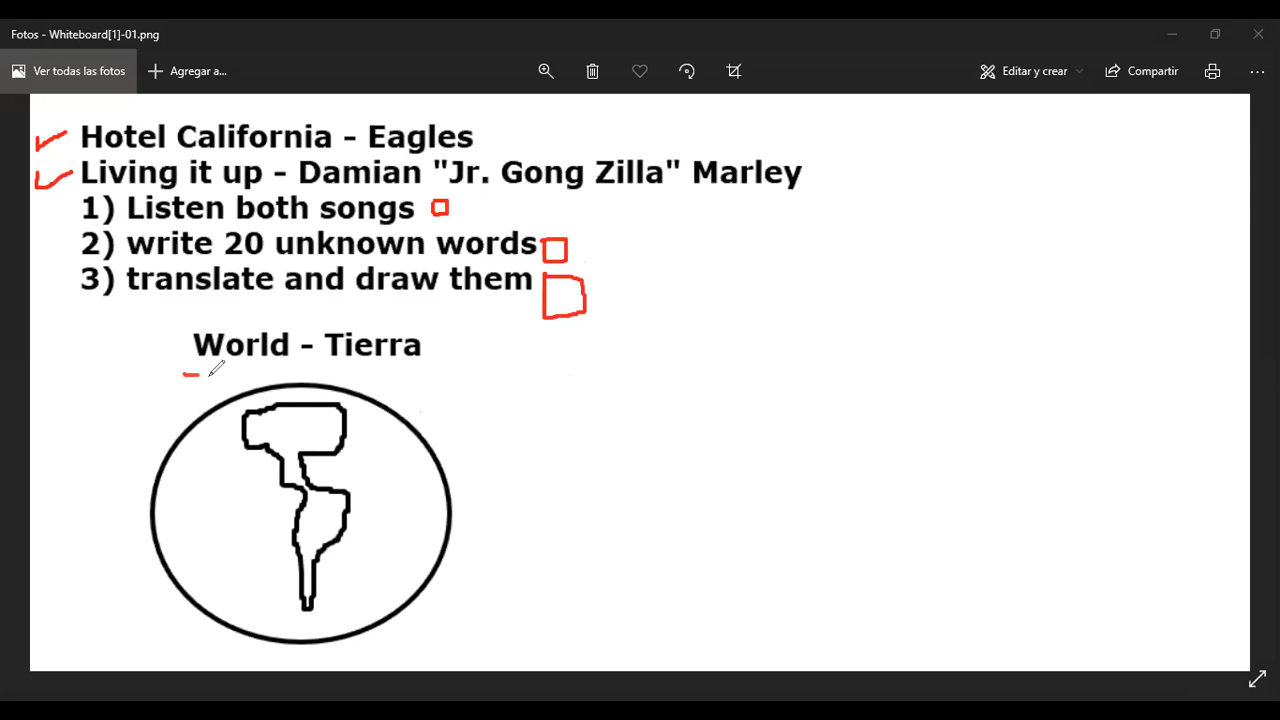 Fotos - Whiteboard[1]-01.png
Ver todas las fotos
Agregar a...
Editar y crear
Compartir
Hotel California - Eagles
Living it up - Damian "Jr. Gong Zilla" Marley
1) Listen both songs
2) write 20 unknown words
3) translate and draw them
World - Tierra